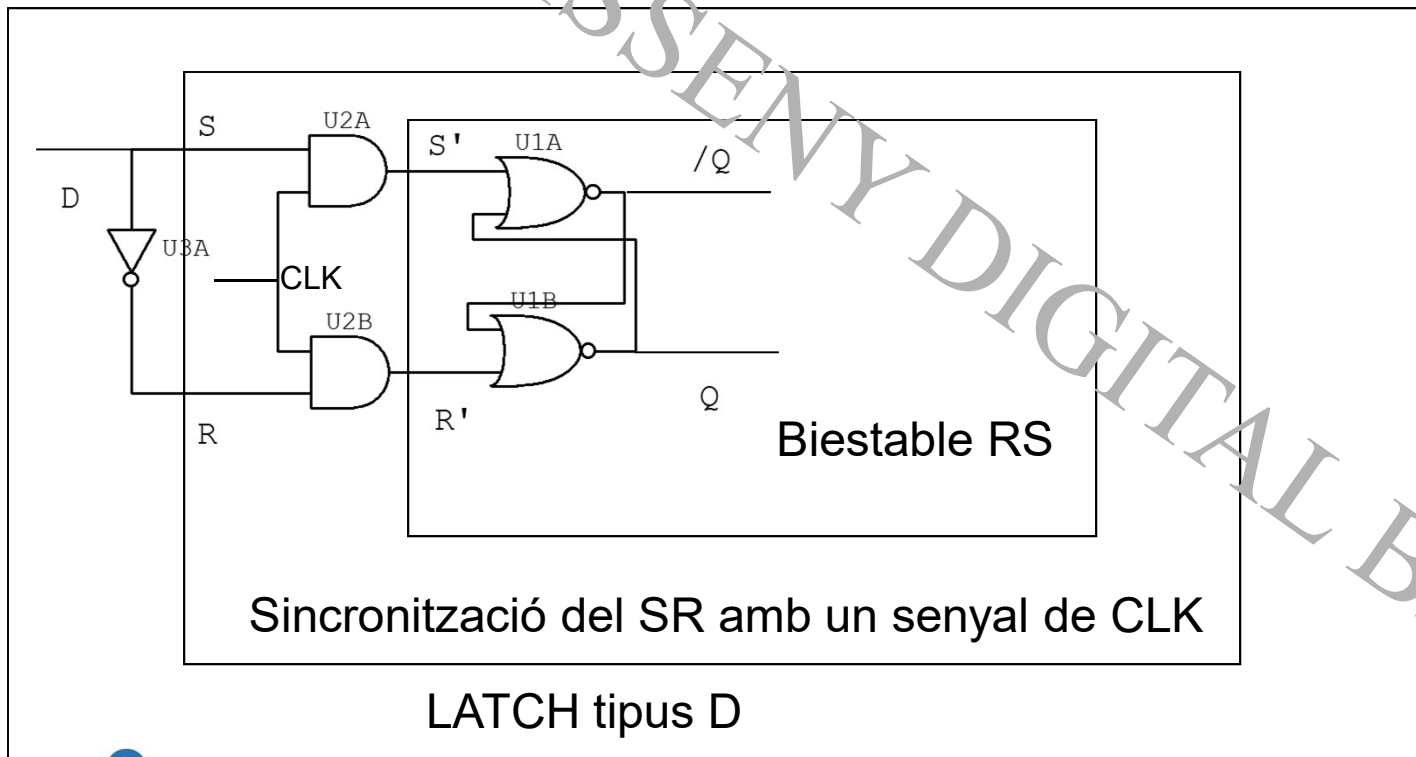 SSENY DIGITAL B
S
U2A
S'
U1A
/Q
D
U3A
CLK
U1B
U2B
Q
R
R'
Biestable RS
Sincronització del SR amb un senyal de CLK
LATCH tipus D